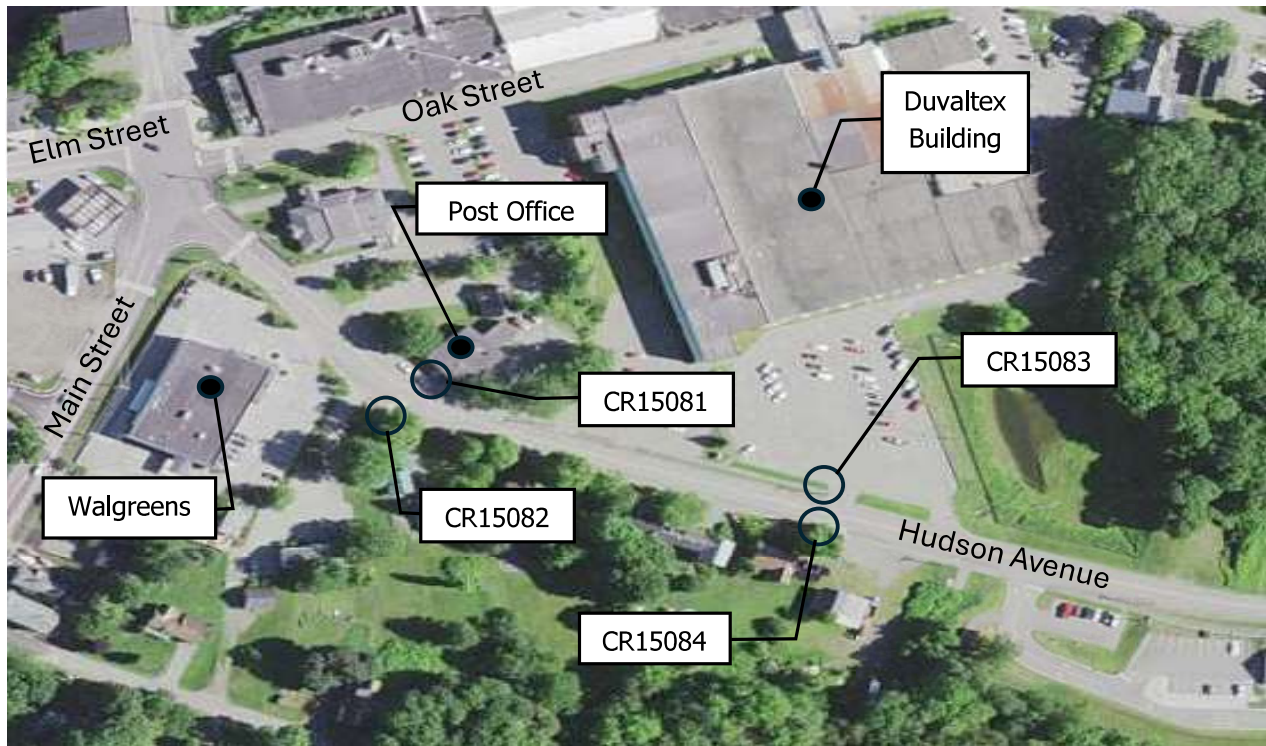 Elm Street
Oak Street
Duvaltex
Building
Post Office
Main Street
CR15083
CR15081
Walgreens
CR15082
Hudson Avenue
CR15084